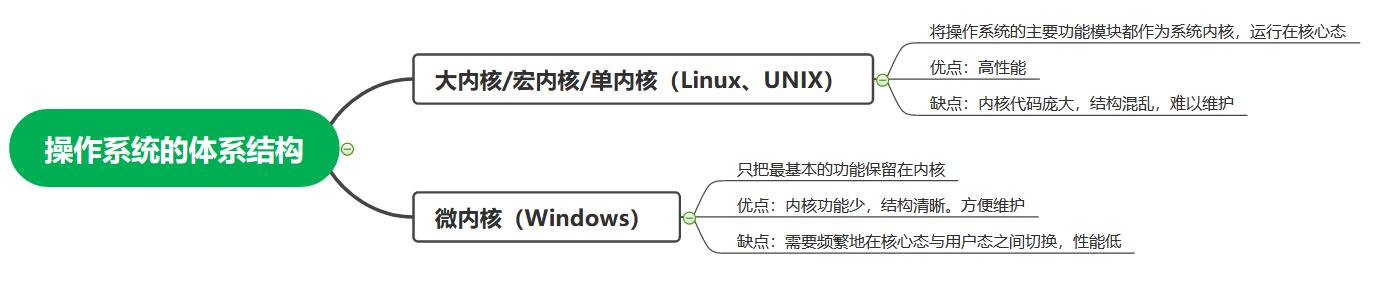 操作系统的体系结构
大内核/宏内核/单内核（Linux、UNIX）
将操作系统的主要功能模块都作为系统内核，运行在核心态
优点：高性能
缺点：内核代码庞大，结构混乱，难以维护
微内核（Windows）
只把最基本的功能保留在内核
优点：内核功能少，结构清晰。方便维护
缺点：需要频繁地在核心态与用户态之间切换，性能低